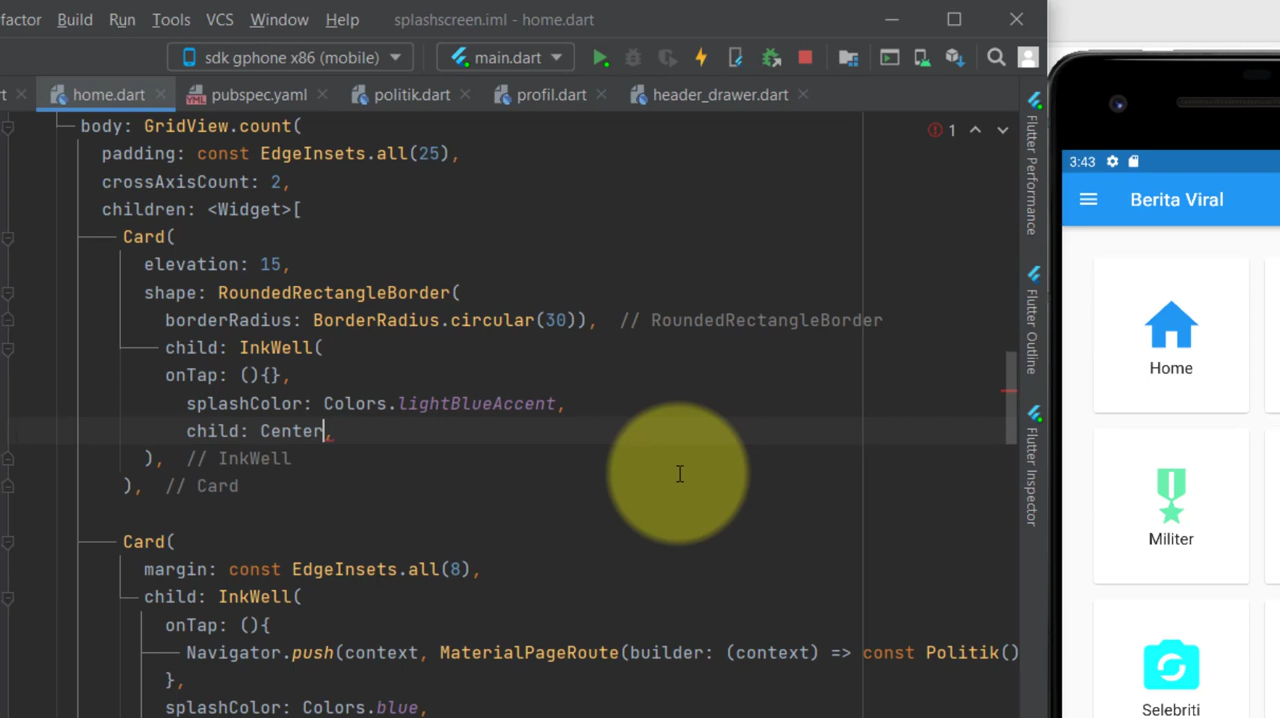 factor Build Run Tools VCS Window Help splashscreen.iml - home.dart
sdk gphone x86 (mobile) main.dart
rt home.dart pubspec.yaml politik.dart profil.dart header_drawer.dart
body: GridView.count(
padding: const EdgeInsets.all(25),
crossAxisCount: 2,
children: <Widget>[
Card(
elevation: 15,
shape: RoundedRectangleBorder(
borderRadius: BorderRadius.circular(30)), // RoundedRectangleBorder
child: InkWell(
onTap: (){},
splashColor: Colors.lightBlueAccent,
child: Center,
), // InkWell
), // Card
Card(
margin: const EdgeInsets.all(8),
child: InkWell(
onTap: (){
Navigator.push(context, MaterialPageRoute(builder: (context) => const Politik()
},
splashColor: Colors.blue,
1
Flutter Performance
Flutter Outline
Flutter Inspector
3:43
Berita Viral
Home
Militer
Selebriti